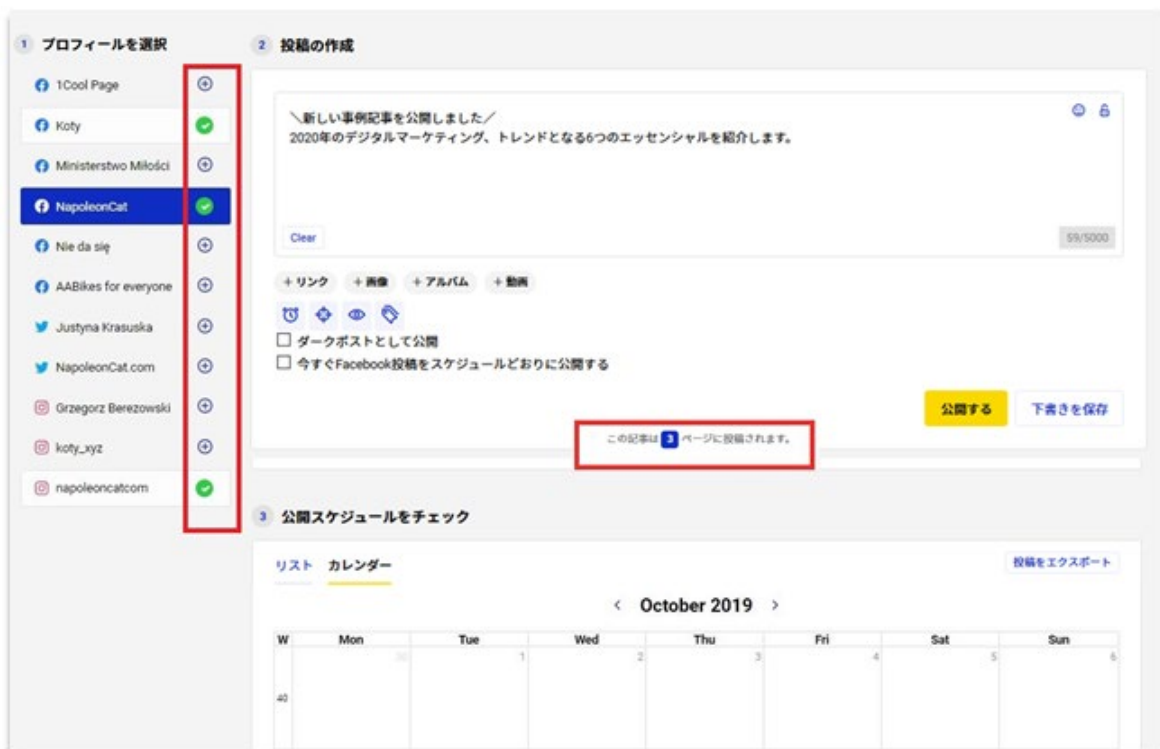 1 プロフィールを選択
1Cool Page
Koty
Ministerstwo Miłości
NapoleonCat
Nie da się
AABikes for everyone
Justyna Krasuska
NapoleonCat.com
Grzegorz Berezowski
koty_xyz
napoleoncatcom
2 投稿の作成
＼新しい事例記事を公開しました／
2020年のデジタルマーケティング、トレンドとなる6つのエッセンシャルを紹介します。
Clear
59/5000
+ リンク + 画像 + アルバム + 動画
ダークポストとして公開
今すぐFacebook投稿をスケジュールどおりに公開する
公開する 下書きを保存
この記事は 3 ページに投稿されます。
3 公開スケジュールをチェック
リスト カレンダー
投稿をエクスポート
< October 2019 >
W Mon Tue Wed Thu Fri Sat Sun
30 1 2 3 4 5 6
40